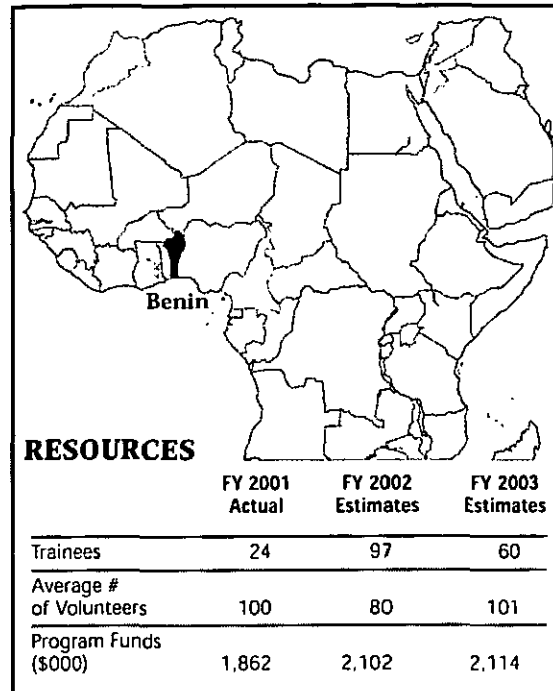 Benin
RESOURCES
FY 2001 FY 2002 FY 2003
Actual Estimates Estimates
Trainees 24 97 60
Average #
of Volunteers 100 80 101
Program Funds
($000) 1,862 2,102 2,114